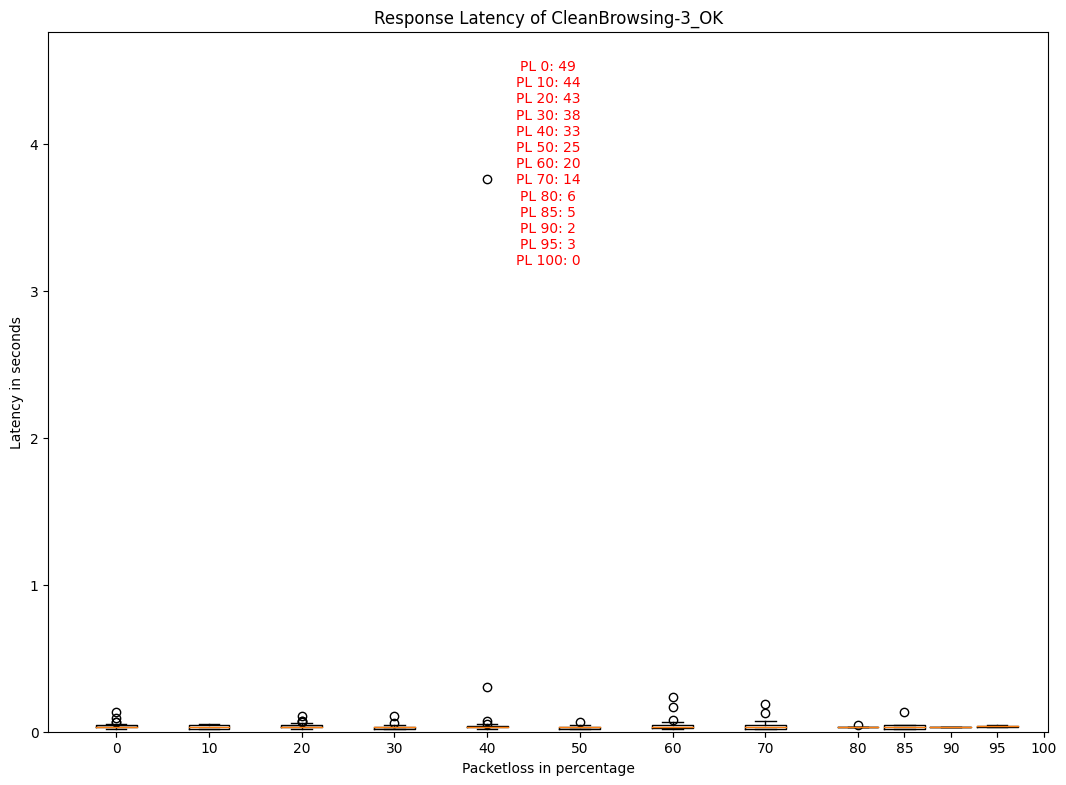 Response Latency of CleanBrowsing-3_OK
PL 0: 49
PL 10: 44
PL 20: 43
PL 30: 38
PL 40: 33
PL 50: 25
PL 60: 20
PL 70: 14
PL 80: 6
PL 85: 5
PL 90: 2
PL 95: 3
PL 100: 0
Latency in seconds
4
3
2
1
0
0 10 20 30 40 50 60 70 80 85 90 95 100
Packetloss in percentage